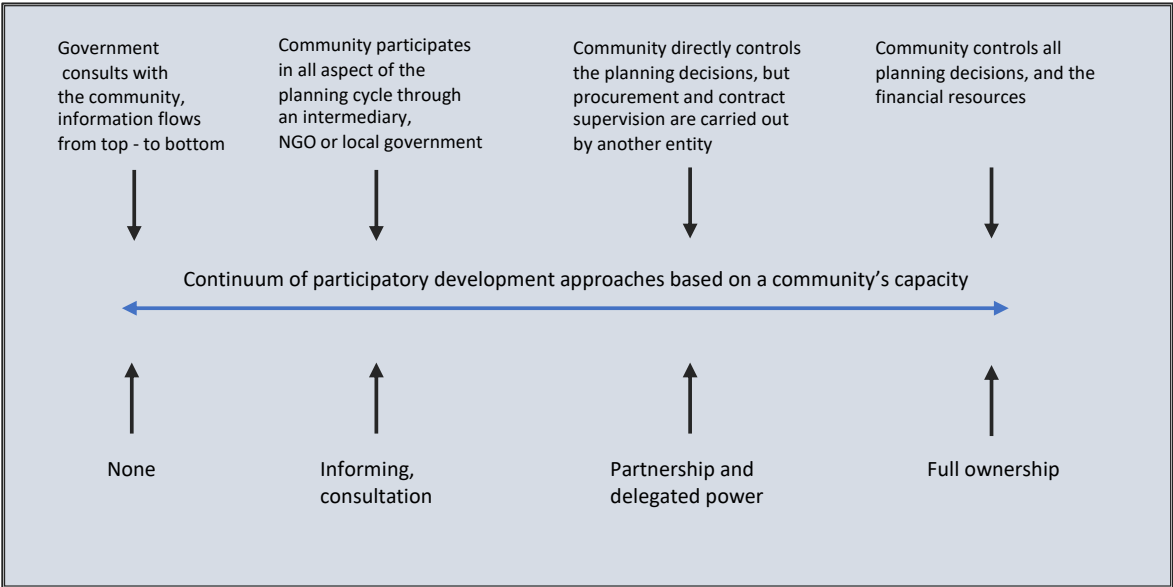 Government
consults with
the community,
information flows
from top - to bottom
Community participates
in all aspect of the
planning cycle through
an intermediary,
NGO or local government
Community directly controls
the planning decisions, but
procurement and contract
supervision are carried out
by another entity
Community controls all
planning decisions, and the
financial resources
Continuum of participatory development approaches based on a community’s capacity
None
Informing,
consultation
Partnership and
delegated power
Full ownership